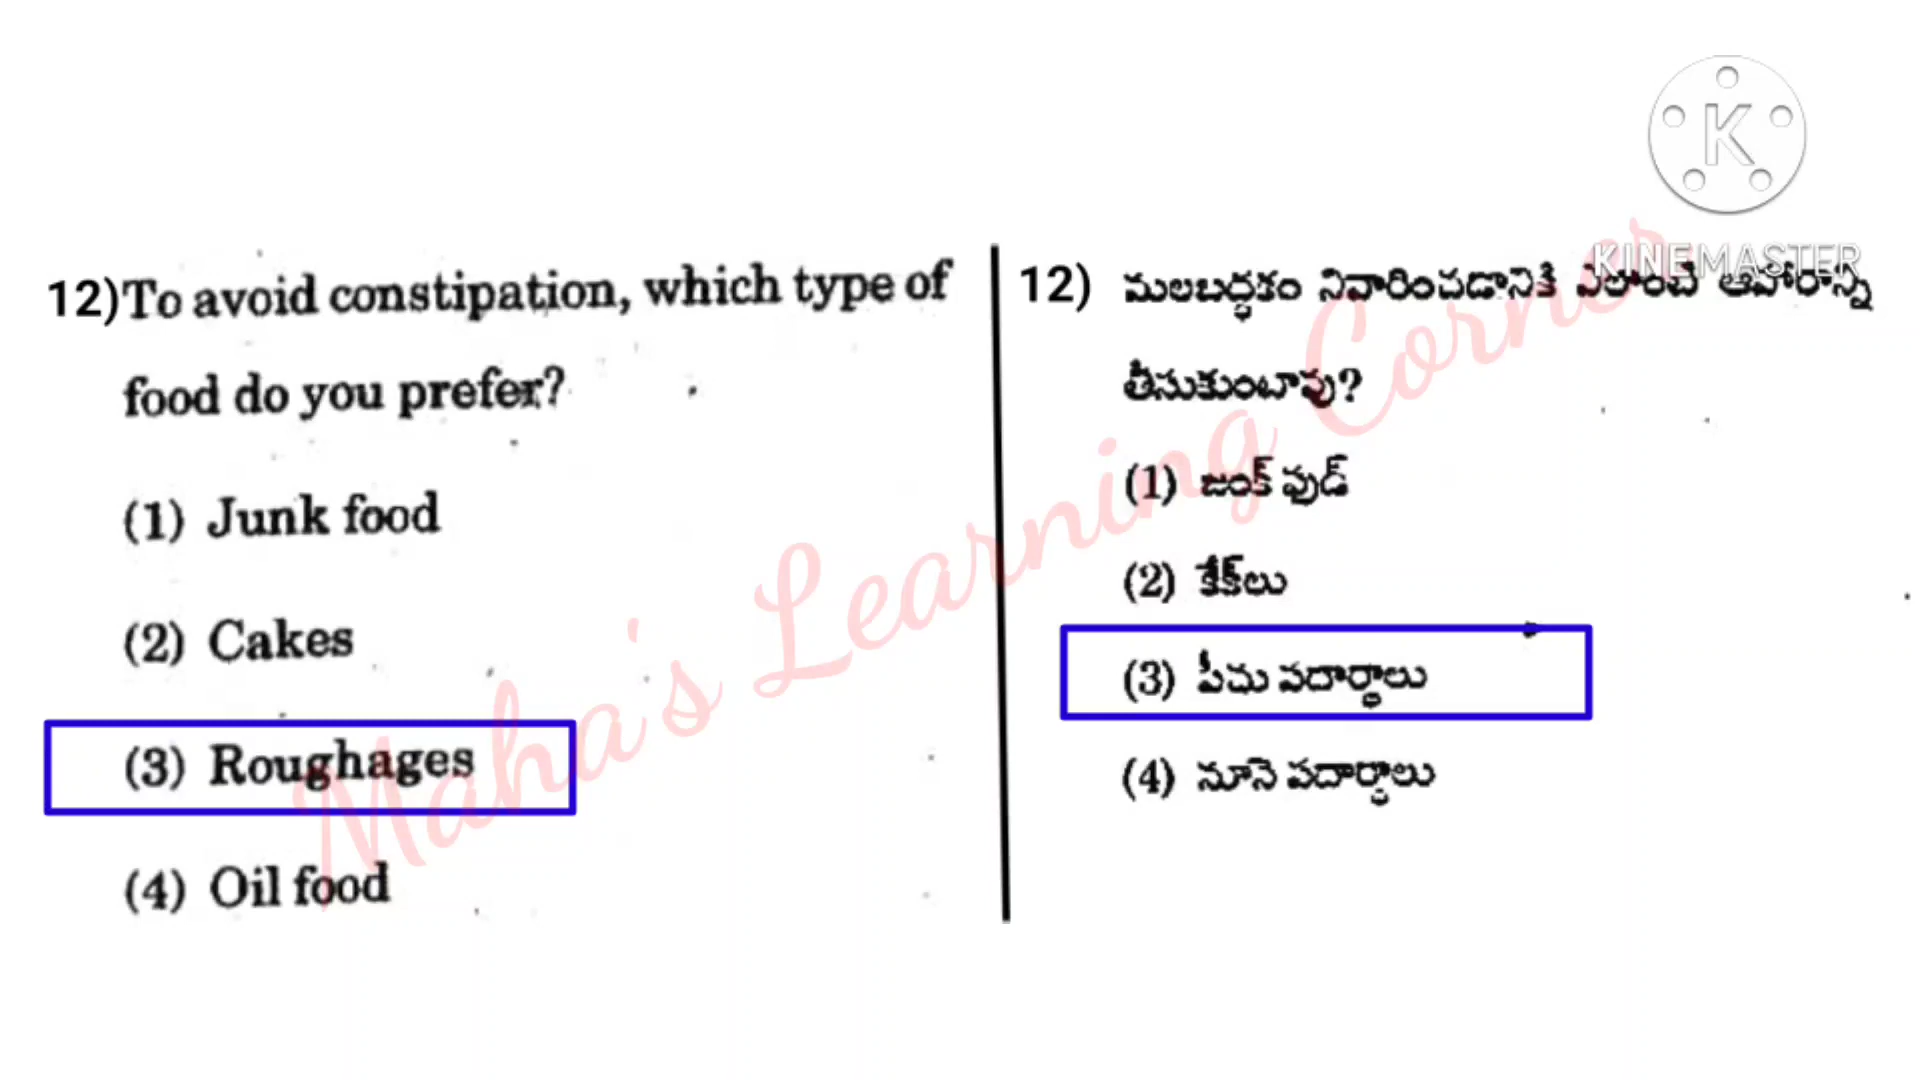 12)To avoid constipation, which type of
food do you prefer?
(1) Junk food
(2) Cakes
(3) Roughages
(4) Oil food
12) మలబద్ధకం నివారించడానికి ఎలాంటి ఆహారాన్ని
తీసుకుంటావు?
(1) జంక్ ఫుడ్
(2) కేక్‌లు
(3) పీచు పదార్థాలు
(4) నూనె పదార్థాలు
KINEMASTER
Maha's Learning Corner